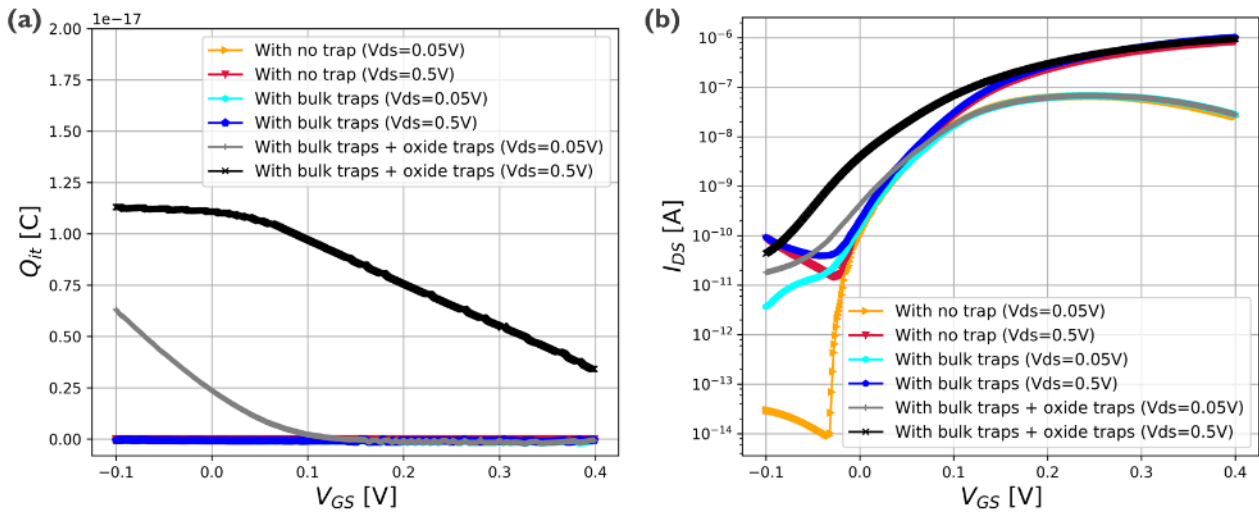 (a)
1e−17
2.00
1.75
1.50
1.25
1.00
0.75
0.50
0.25
0.00
Q_it [C]
With no trap (Vds=0.05V)
With no trap (Vds=0.5V)
With bulk traps (Vds=0.05V)
With bulk traps (Vds=0.5V)
With bulk traps + oxide traps (Vds=0.05V)
With bulk traps + oxide traps (Vds=0.5V)
−0.1 0.0 0.1 0.2 0.3 0.4
V_GS [V]
(b)
10⁻⁶
10⁻⁷
10⁻⁸
10⁻⁹
10⁻¹⁰
10⁻¹¹
10⁻¹²
10⁻¹³
10⁻¹⁴
I_DS [A]
With no trap (Vds=0.05V)
With no trap (Vds=0.5V)
With bulk traps (Vds=0.05V)
With bulk traps (Vds=0.5V)
With bulk traps + oxide traps (Vds=0.05V)
With bulk traps + oxide traps (Vds=0.5V)
−0.1 0.0 0.1 0.2 0.3 0.4
V_GS [V]